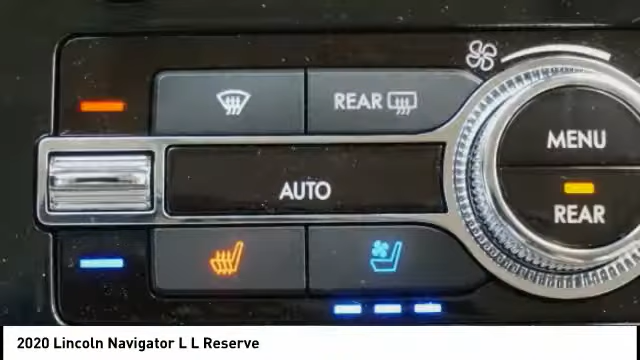 REAR
MENU
AUTO
REAR
2020 Lincoln Navigator L L Reserve